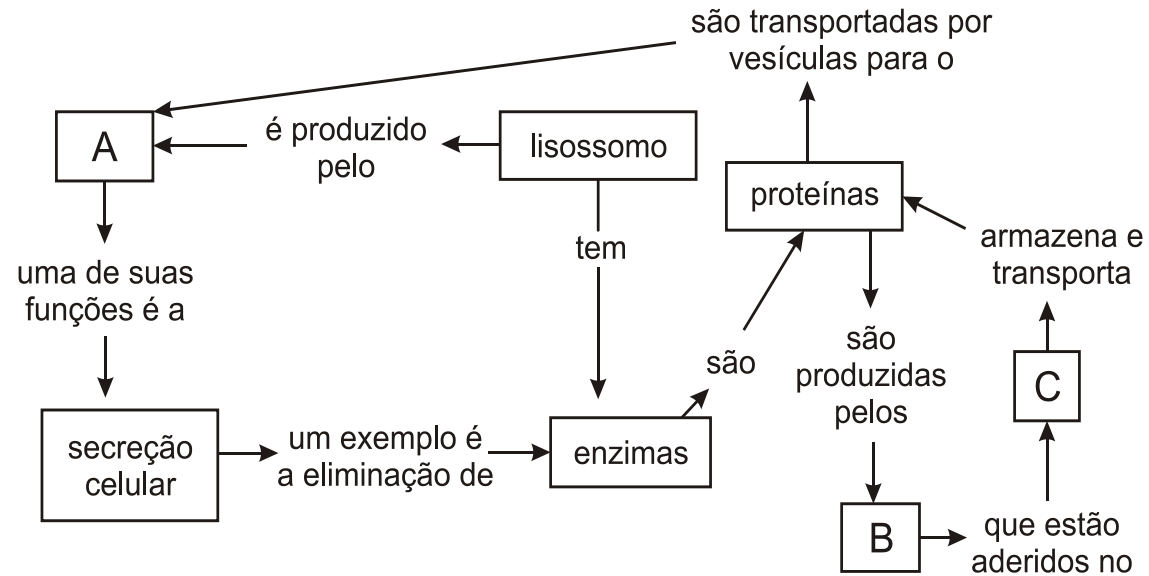 são transportadas por
vesículas para o
A
é produzido
pelo
lisossomo
proteínas
tem
armazena e
transporta
uma de suas
funções é a
são
são
produzidas
pelos
C
secreção
celular
um exemplo é
a eliminação de
enzimas
B
que estão
aderidos no